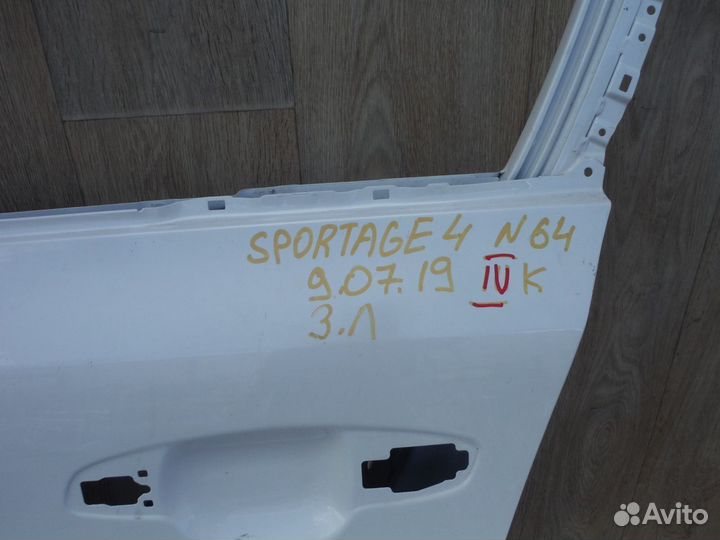 SPORTAGE 4 N64
9.07.19 IV K
З.Л
Avito